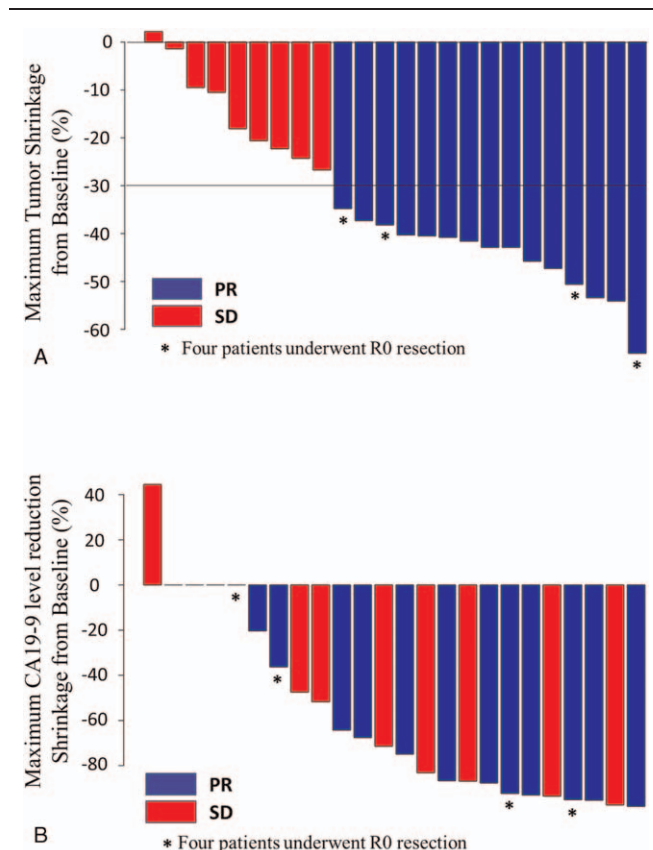 Maximum Tumor Shrinkage
from Baseline (%)
0
-10
-20
-30
-40
-50
-60
*
*
*
*
PR
SD
* Four patients underwent R0 resection
A
Maximum CA19-9 level reduction
Shrinkage from Baseline (%)
40
20
0
-20
-40
-60
-80
*
*
*
*
PR
SD
* Four patients underwent R0 resection
B